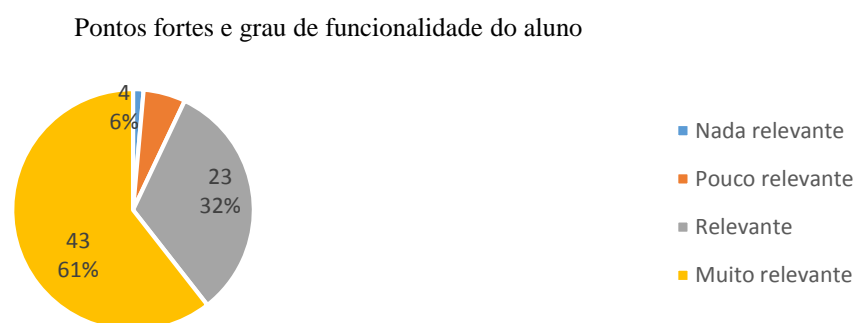 Pontos fortes e grau de funcionalidade do aluno
4
6%
23
32%
43
61%
Nada relevante
Pouco relevante
Relevante
Muito relevante